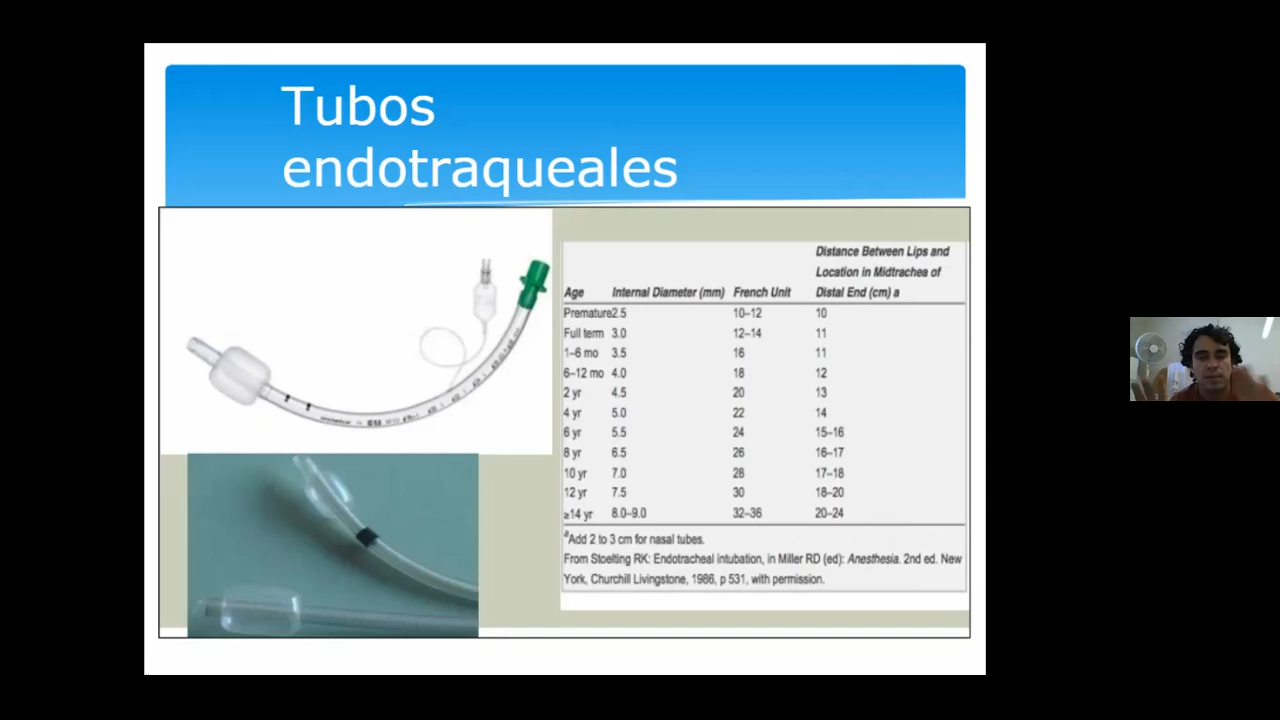 Tubos
endotraqueales
Distance Between Lips and
Location in Midtrachea of
Age Internal Diameter (mm) French Unit Distal End (cm) a
Premature 2.5 10–12 10
Full term 3.0 12–14 11
1–6 mo 3.5 16 11
6–12 mo 4.0 18 12
2 yr 4.5 20 13
4 yr 5.0 22 14
6 yr 5.5 24 15–16
8 yr 6.5 26 16–17
10 yr 7.0 28 17–18
12 yr 7.5 30 18–20
≥14 yr 8.0–9.0 32–36 20–24
aAdd 2 to 3 cm for nasal tubes.
From Stoelting RK: Endotracheal intubation, in Miller RD (ed): Anesthesia. 2nd ed. New
York, Churchill Livingstone, 1986, p 531, with permission.